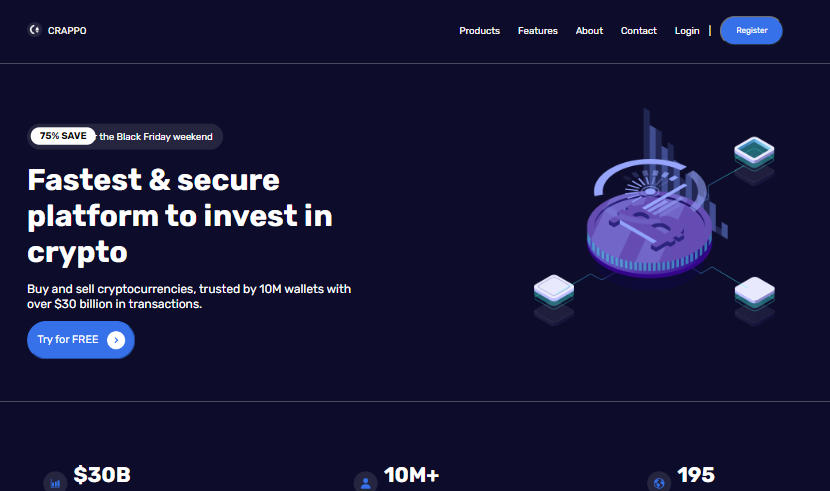 CRAPPO
Products Features About Contact Login | Register
75% SAVE r the Black Friday weekend
Fastest & secure
platform to invest in
crypto
Buy and sell cryptocurrencies, trusted by 10M wallets with
over $30 billion in transactions.
Try for FREE
$30B 10M+ 195